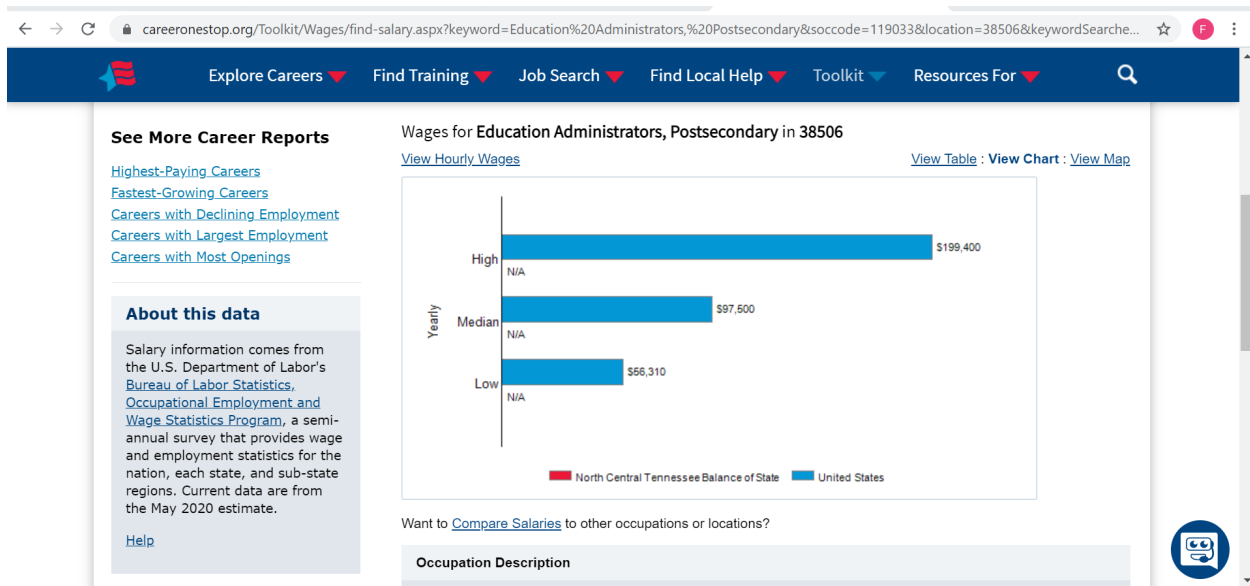 careeronestop.org/Toolkit/Wages/find-salary.aspx?keyword=Education%20Administrators,%20Postsecondary&soccode=119033&location=38506&keywordSearche...
F
Explore Careers Find Training Job Search Find Local Help Toolkit Resources For
See More Career Reports
Highest-Paying Careers
Fastest-Growing Careers
Careers with Declining Employment
Careers with Largest Employment
Careers with Most Openings
About this data
Salary information comes from
the U.S. Department of Labor's
Bureau of Labor Statistics,
Occupational Employment and
Wage Statistics Program, a semi-
annual survey that provides wage
and employment statistics for the
nation, each state, and sub-state
regions. Current data are from
the May 2020 estimate.
Help
Wages for Education Administrators, Postsecondary in 38506
View Hourly Wages
View Table : View Chart : View Map
Yearly
High
$199,400
N/A
Median
$97,500
N/A
Low
$56,310
N/A
North Central Tennessee Balance of State United States
Want to Compare Salaries to other occupations or locations?
Occupation Description